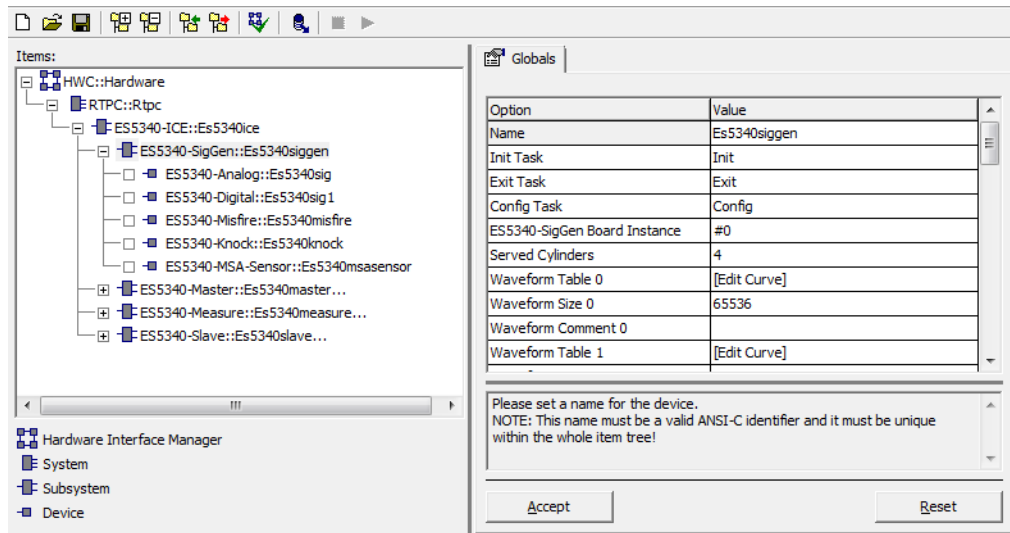 Items:
HWC::Hardware
RTPC::Rtpc
ES5340-ICE::Es5340ice
ES5340-SigGen::Es5340siggen
ES5340-Analog::Es5340sig
ES5340-Digital::Es5340sig1
ES5340-Misfire::Es5340misfire
ES5340-Knock::Es5340knock
ES5340-MSA-Sensor::Es5340msasensor
ES5340-Master::Es5340master...
ES5340-Measure::Es5340measure...
ES5340-Slave::Es5340slave...
Hardware Interface Manager
System
Subsystem
Device
Globals
Option Value
Name Es5340siggen
Init Task Init
Exit Task Exit
Config Task Config
ES5340-SigGen Board Instance #0
Served Cylinders 4
Waveform Table 0 [Edit Curve]
Waveform Size 0 65536
Waveform Comment 0
Waveform Table 1 [Edit Curve]
Please set a name for the device.
NOTE: This name must be a valid ANSI-C identifier and it must be unique
within the whole item tree!
Accept Reset